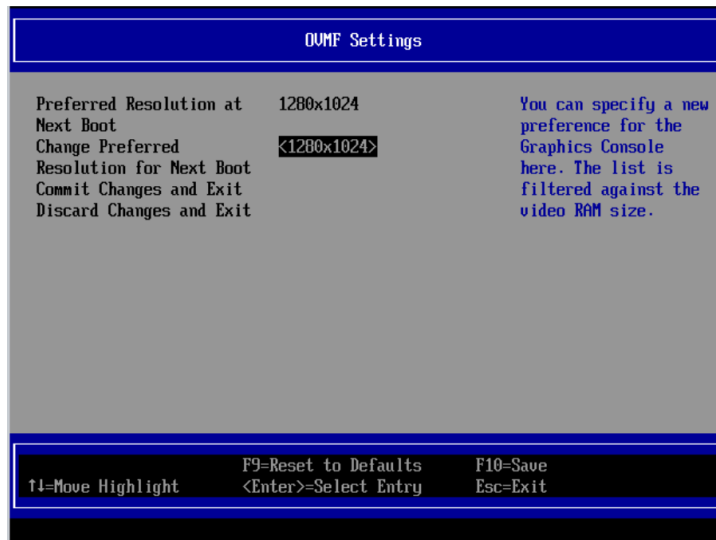 OVMF Settings
Preferred Resolution at 1280x1024 You can specify a new
Next Boot preference for the
Change Preferred <1280x1024> Graphics Console
Resolution for Next Boot here. The list is
Commit Changes and Exit filtered against the
Discard Changes and Exit video RAM size.
F9=Reset to Defaults F10=Save
↑↓=Move Highlight <Enter>=Select Entry Esc=Exit